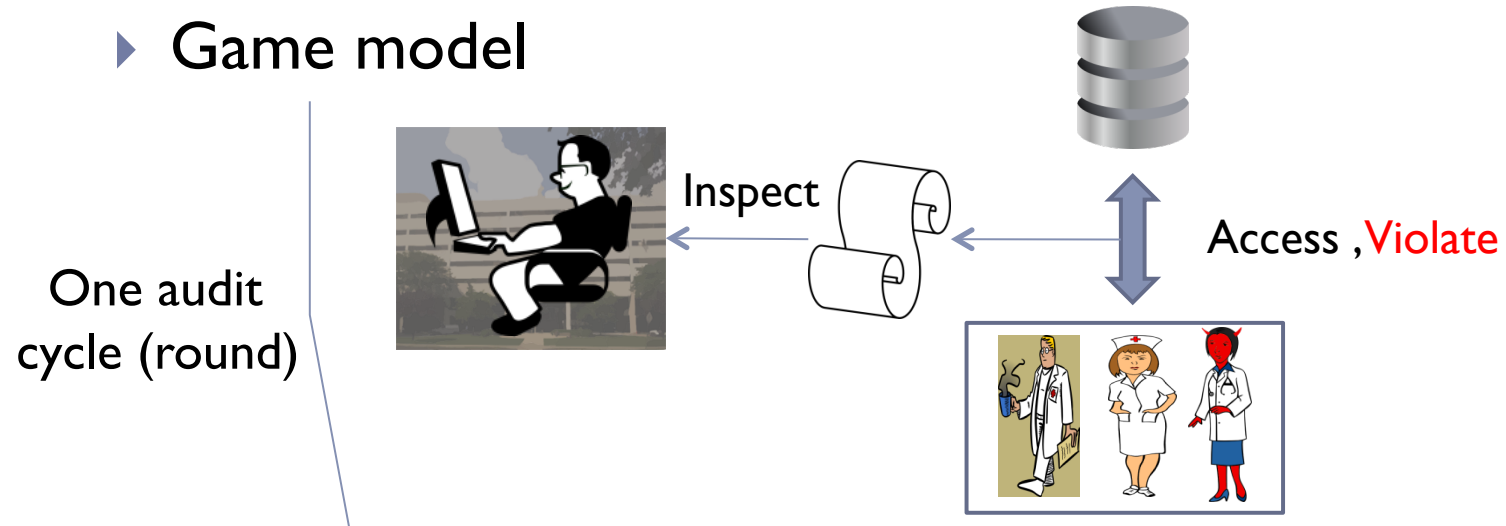 Game model
Inspect
Access , Violate
One audit
cycle (round)